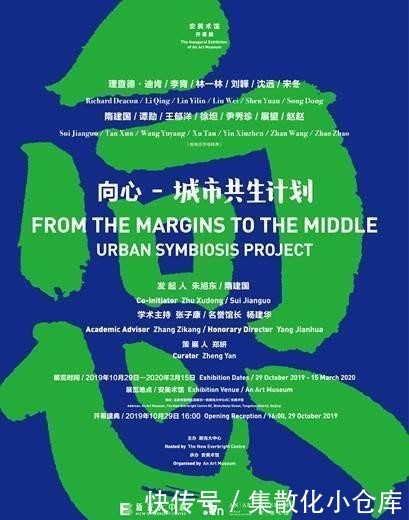 安美术馆
开幕展
The Inaugural Exhibition
of An Art Museum
理查德·迪肯/李青/林一林/刘韡/沈远/宋冬
Richard Deacon/Li Qing/Lin Yilin/Liu Wei/Shen Yuan/Song Dong
隋建国/谭勋/王郁洋/徐坦/尹秀珍/展望/赵赵
Sui Jianguo/Tan Xun/Wang Yuyang/Xu Tan/Yin Xiuzhen/Zhan Wang/Zhao Zhao
向心-城市共生计划
FROM THE MARGINS TO THE MIDDLE
URBAN SYMBIOSIS PROJECT
发起人 朱旭东/隋建国
Co-initiator Zhu Xudong/Sui Jianguo
学术主持 张子康/名誉馆长 杨建华
Academic Advisor Zhang Zikang/Honorary Director Yang Jianhua
策展人 郑妍
Curator Zheng Yan
展览时间/2019年10月29日—2020年3月15日 Exhibition Dates/29 October 2019 - 15 March 2020
展览地点/安美术馆 Exhibition Venue/An Art Museum
开幕盛典/2019年10月29日 16:00 Opening Reception/16:00, 29 October 2019
主办 新光大中心
Hosted by The New Everbright Centre
承办 安美术馆
Organised by An Art Museum
快传号/集散化小仓库